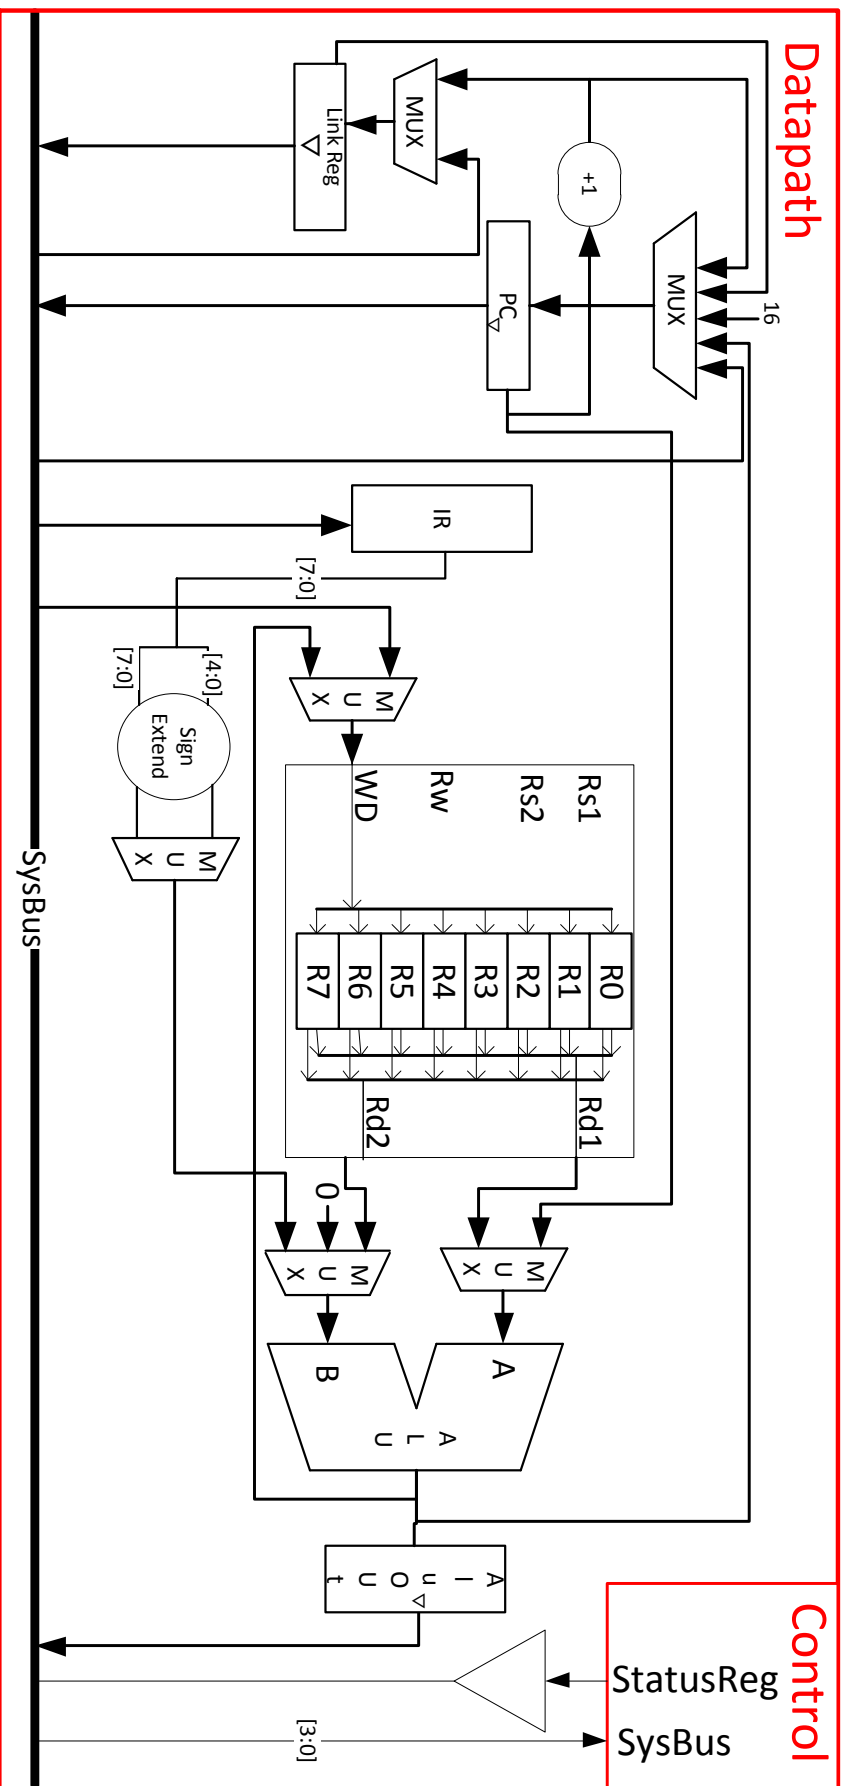 Datapath
Control
16
MUX
+1
MUX
Link Reg
PC
IR
[7:0]
[4:0]
[7:0]
Sign
Extend
MUX
MUX
Rs1
Rs2
Rw
WD
R0
R1
R2
R3
R4
R5
R6
R7
Rd1
Rd2
0
MUX
MUX
A
B
ALU
AluOUt
StatusReg
SysBus
[3:0]
SysBus